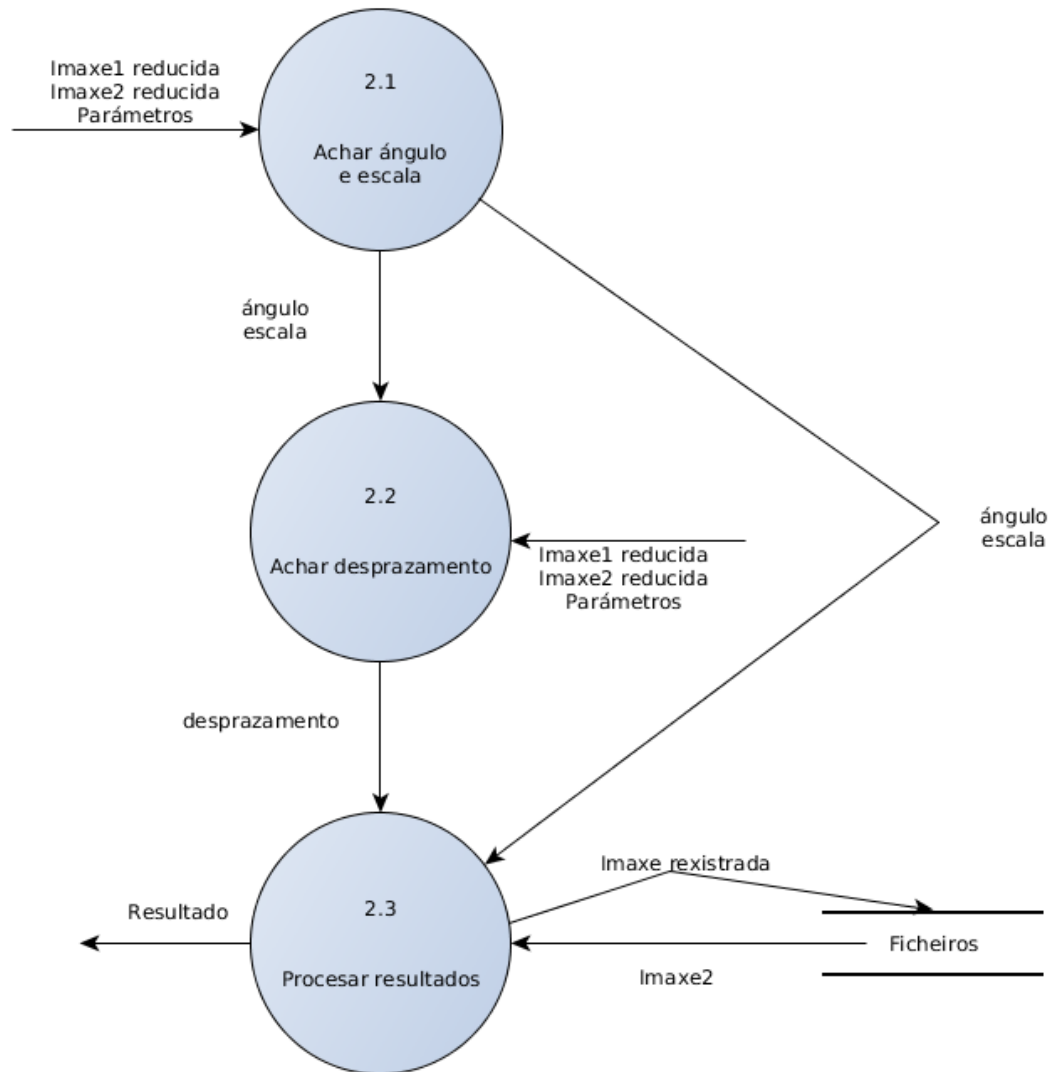 Imaxe1 reducida
Imaxe2 reducida
Parámetros
2.1
Achar ángulo
e escala
ángulo
escala
2.2
Achar desprazamento
Imaxe1 reducida
Imaxe2 reducida
Parámetros
ángulo
escala
desprazamento
Imaxe rexistrada
Resultado
2.3
Procesar resultados
Ficheiros
Imaxe2